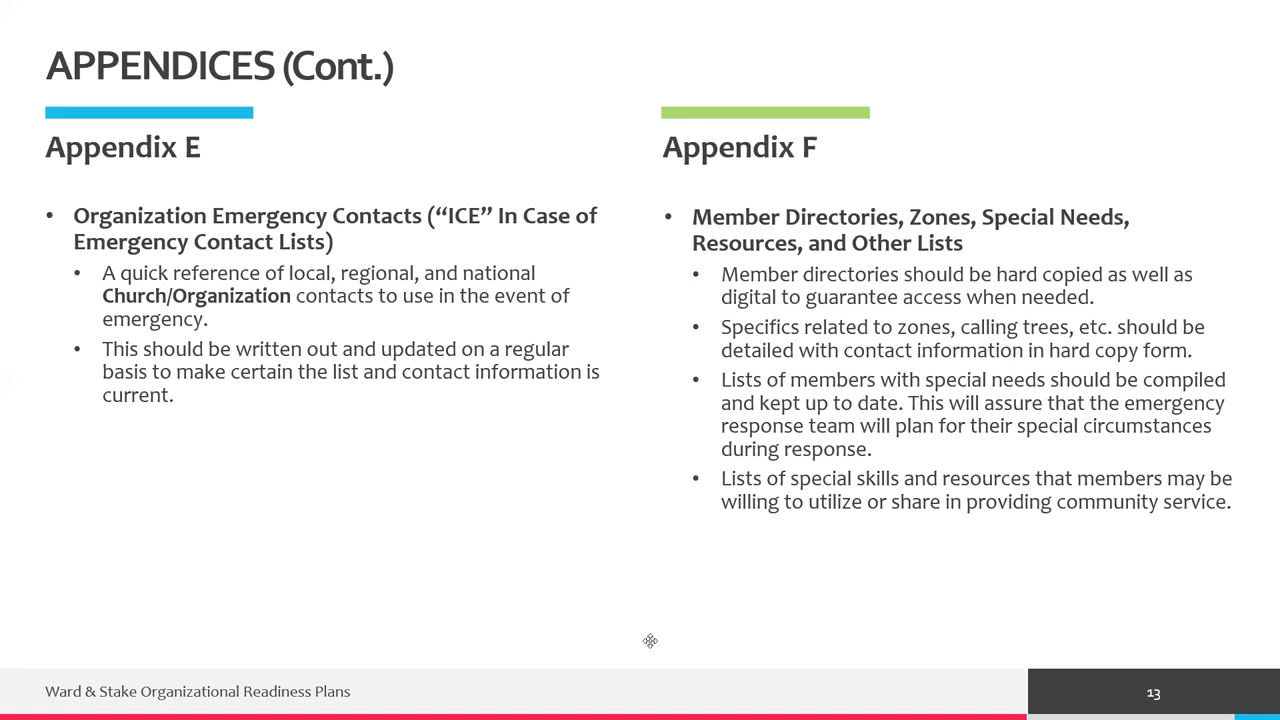 APPENDICES (Cont.)
Appendix E
• Organization Emergency Contacts (“ICE” In Case of
Emergency Contact Lists)
• A quick reference of local, regional, and national
Church/Organization contacts to use in the event of
emergency.
• This should be written out and updated on a regular
basis to make certain the list and contact information is
current.
Appendix F
• Member Directories, Zones, Special Needs,
Resources, and Other Lists
• Member directories should be hard copied as well as
digital to guarantee access when needed.
• Specifics related to zones, calling trees, etc. should be
detailed with contact information in hard copy form.
• Lists of members with special needs should be compiled
and kept up to date. This will assure that the emergency
response team will plan for their special circumstances
during response.
• Lists of special skills and resources that members may be
willing to utilize or share in providing community service.
Ward & Stake Organizational Readiness Plans
13